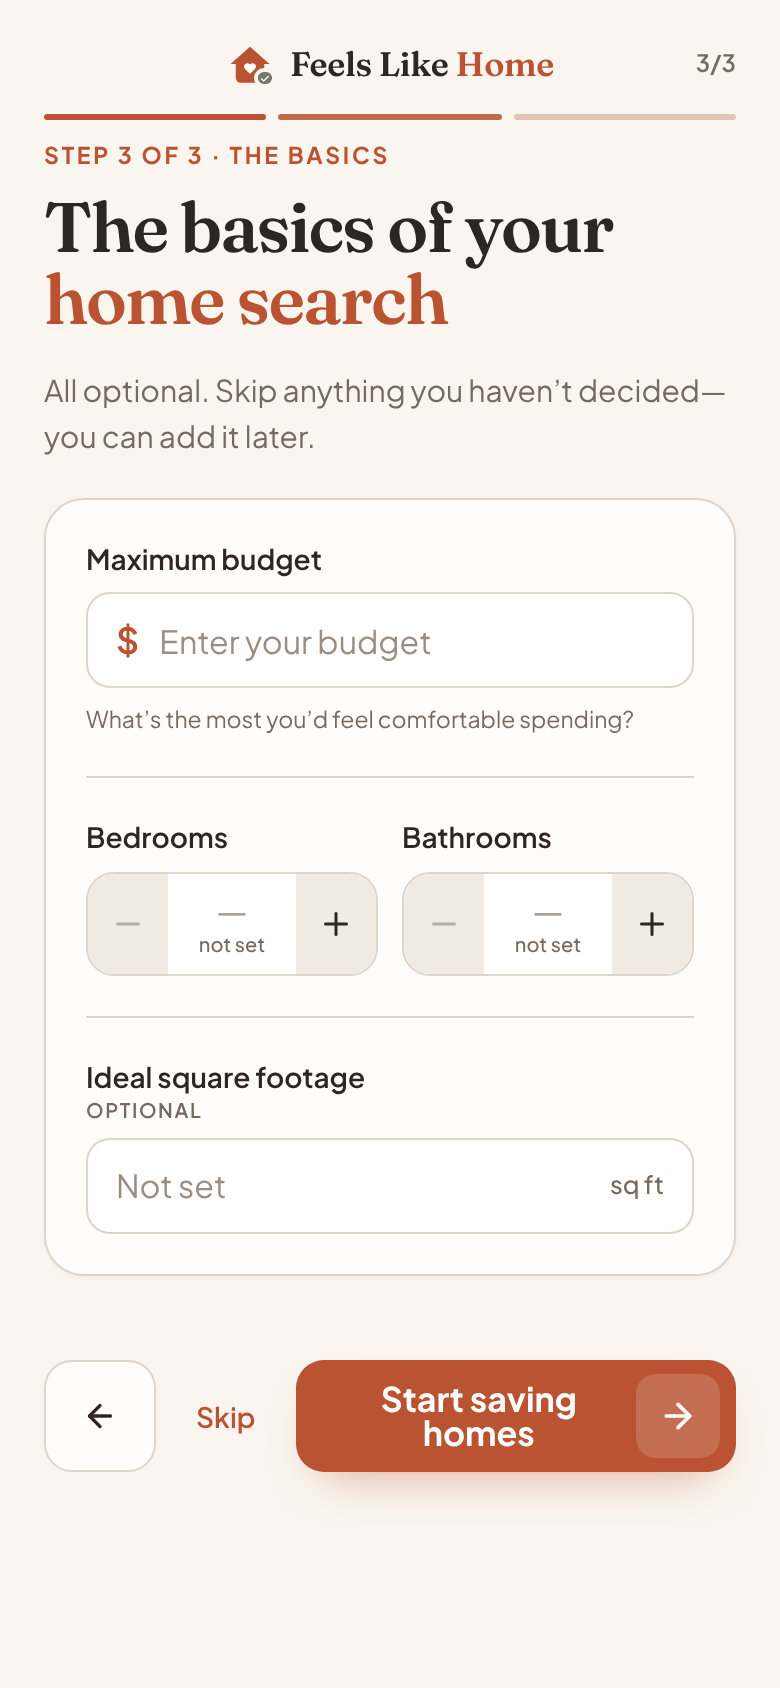 Feels Like Home
3/3
STEP 3 OF 3 · THE BASICS
The basics of your
home search
All optional. Skip anything you haven’t decided—
you can add it later.
Maximum budget
$ Enter your budget
What’s the most you’d feel comfortable spending?
Bedrooms Bathrooms
− — + − — +
not set not set
Ideal square footage
OPTIONAL
Not set sq ft
← Skip Start saving →
homes